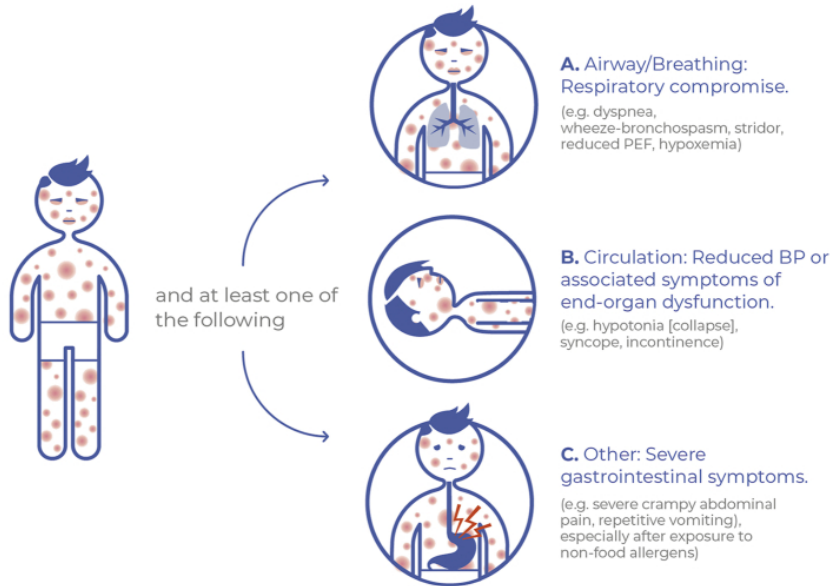 A. Airway/Breathing:
Respiratory compromise.
(e.g. dyspnea,
wheeze-bronchospasm, stridor,
reduced PEF, hypoxemia)
and at least one of
the following
B. Circulation: Reduced BP or
associated symptoms of
end-organ dysfunction.
(e.g. hypotonia [collapse],
syncope, incontinence)
C. Other: Severe
gastrointestinal symptoms.
(e.g. severe crampy abdominal
pain, repetitive vomiting),
especially after exposure to
non-food allergens)